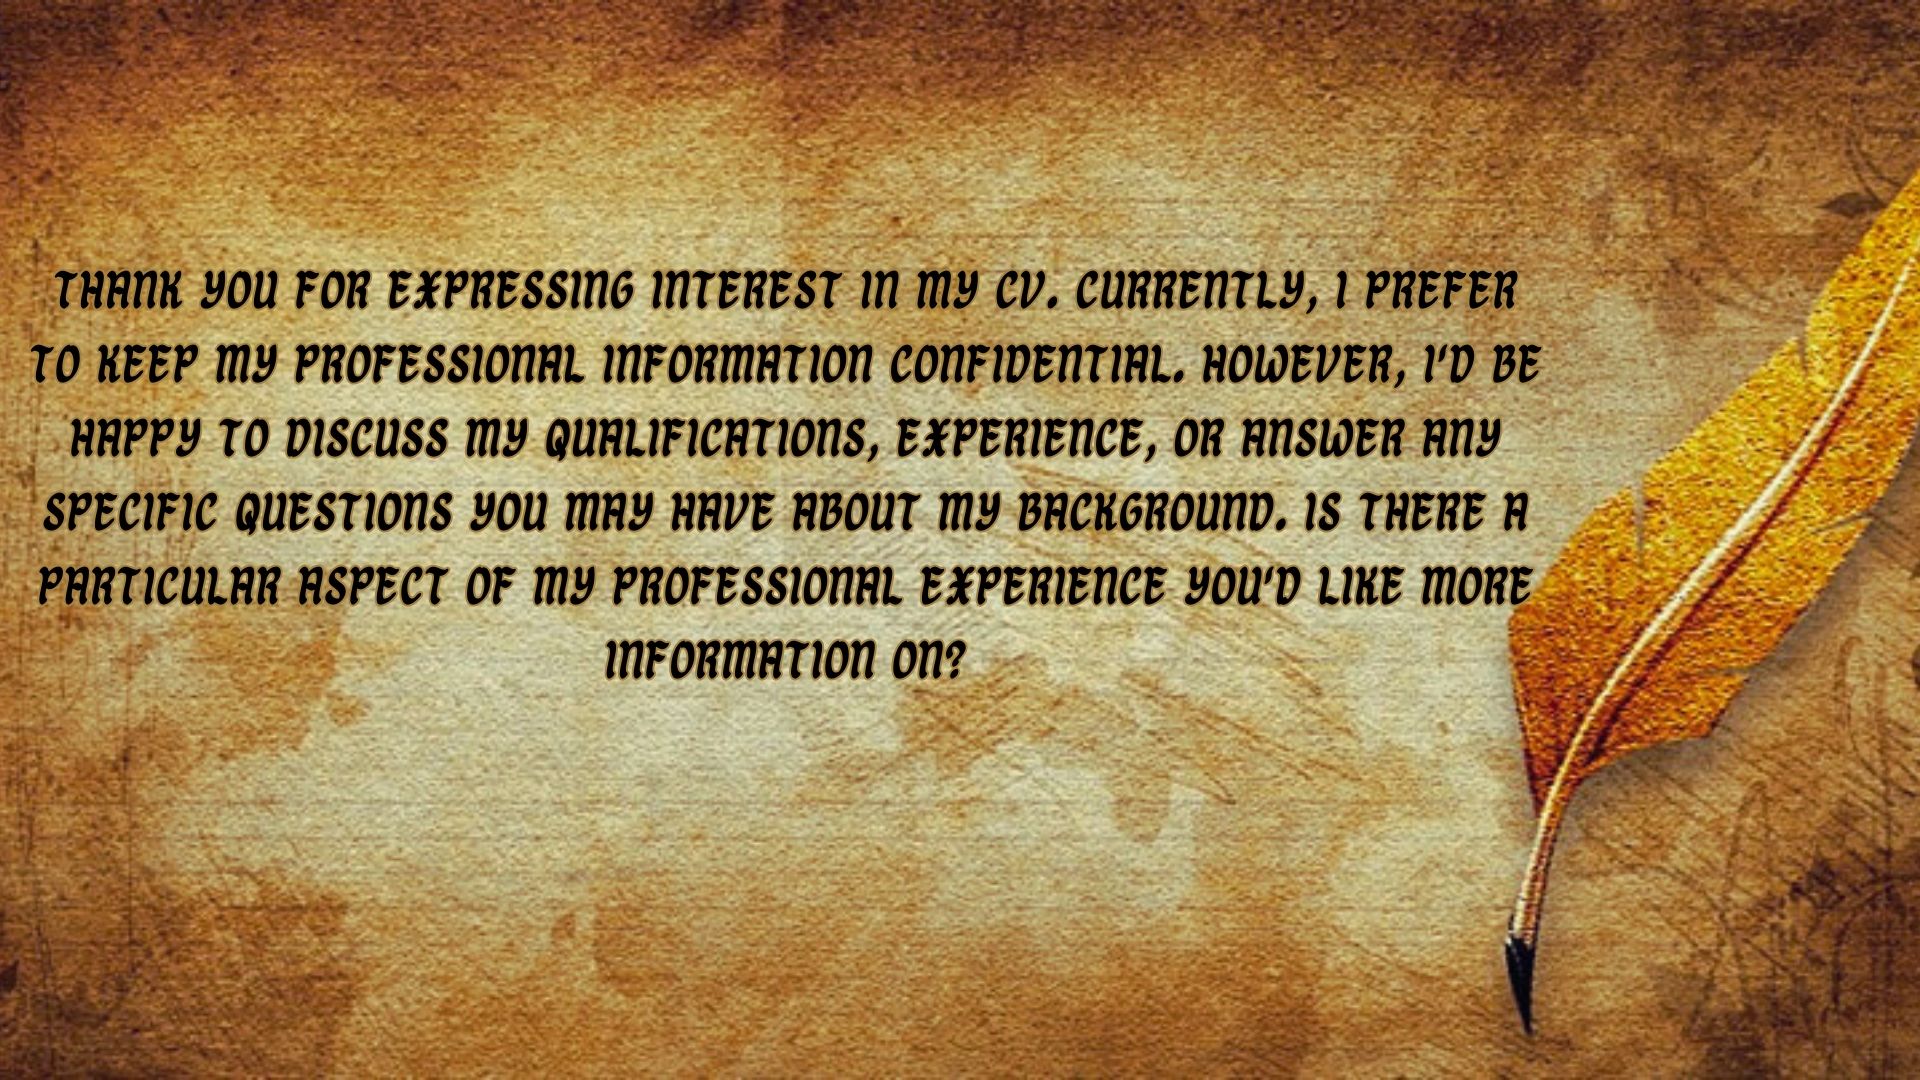 THANK YOU FOR EXPRESSING INTEREST IN MY CV. CURRENTLY, I PREFER
TO KEEP MY PROFESSIONAL INFORMATION CONFIDENTIAL. HOWEVER, I'D BE
HAPPY TO DISCUSS MY QUALIFICATIONS, EXPERIENCE, OR ANSWER ANY
SPECIFIC QUESTIONS YOU MAY HAVE ABOUT MY BACKGROUND. IS THERE A
PARTICULAR ASPECT OF MY PROFESSIONAL EXPERIENCE YOU'D LIKE MORE
INFORMATION ON?